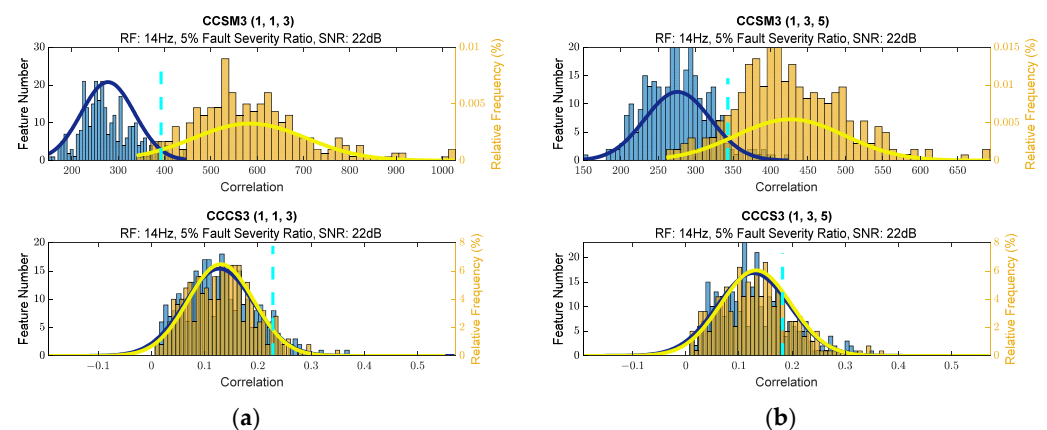 CCSM3 (1, 1, 3)
RF: 14Hz, 5% Fault Severity Ratio, SNR: 22dB
Feature Number
30
20
10
0
200 300 400 500 600 700 800 900 1000
Correlation
0.01
0.005
0
Relative Frequency (%)
CCSM3 (1, 3, 5)
RF: 14Hz, 5% Fault Severity Ratio, SNR: 22dB
Feature Number
20
15
10
5
0
150 200 250 300 350 400 450 500 550 600 650
Correlation
0.015
0.01
0.005
0
Relative Frequency (%)
CCCS3 (1, 1, 3)
RF: 14Hz, 5% Fault Severity Ratio, SNR: 22dB
Feature Number
20
15
10
5
0
−0.1 0 0.1 0.2 0.3 0.4 0.5
Correlation
8
6
4
2
0
Relative Frequency (%)
CCCS3 (1, 3, 5)
RF: 14Hz, 5% Fault Severity Ratio, SNR: 22dB
Feature Number
20
15
10
5
0
−0.1 0 0.1 0.2 0.3 0.4 0.5
Correlation
8
6
4
2
0
Relative Frequency (%)
(a)
(b)